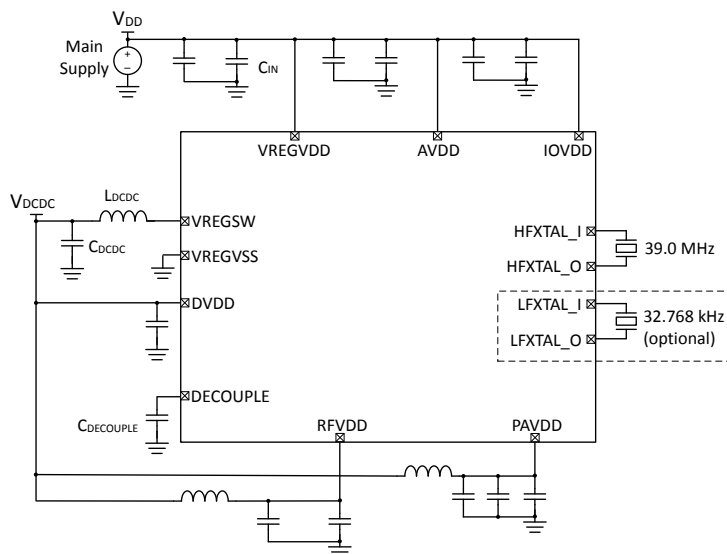 VDD
Main
Supply
+
–
CIN
VREGVDD
AVDD
IOVDD
VDCDC
LDCDC
CDCDC
VREGSW
VREGVSS
DVDD
DECOUPLE
CDECOUPLE
HFXTAL_I
HFXTAL_O
39.0 MHz
LFXTAL_I
LFXTAL_O
32.768 kHz
(optional)
RFVDD
PAVDD